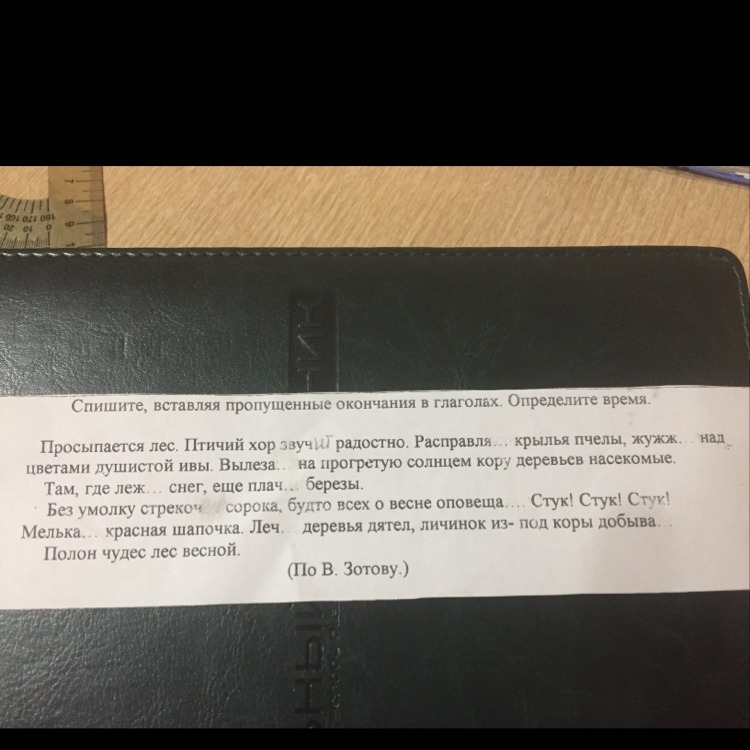 Спишите, вставляя пропущенные окончания в глаголах. Определите время.
Просыпается лес. Птичий хор звучит радостно. Расправля... крылья пчелы, жужж... над
цветами душистой ивы. Вылеза... на прогретую солнцем кору деревьев насекомые.
Там, где леж... снег, еще плач... березы.
Без умолку стрекоч сорока, будто всех о весне оповеща.... Стук! Стук! Стук!
Мелька... красная шапочка. Леч... деревья дятел, личинок из- под коры добыва...
Полон чудес лес весной.
(По В. Зотову.)